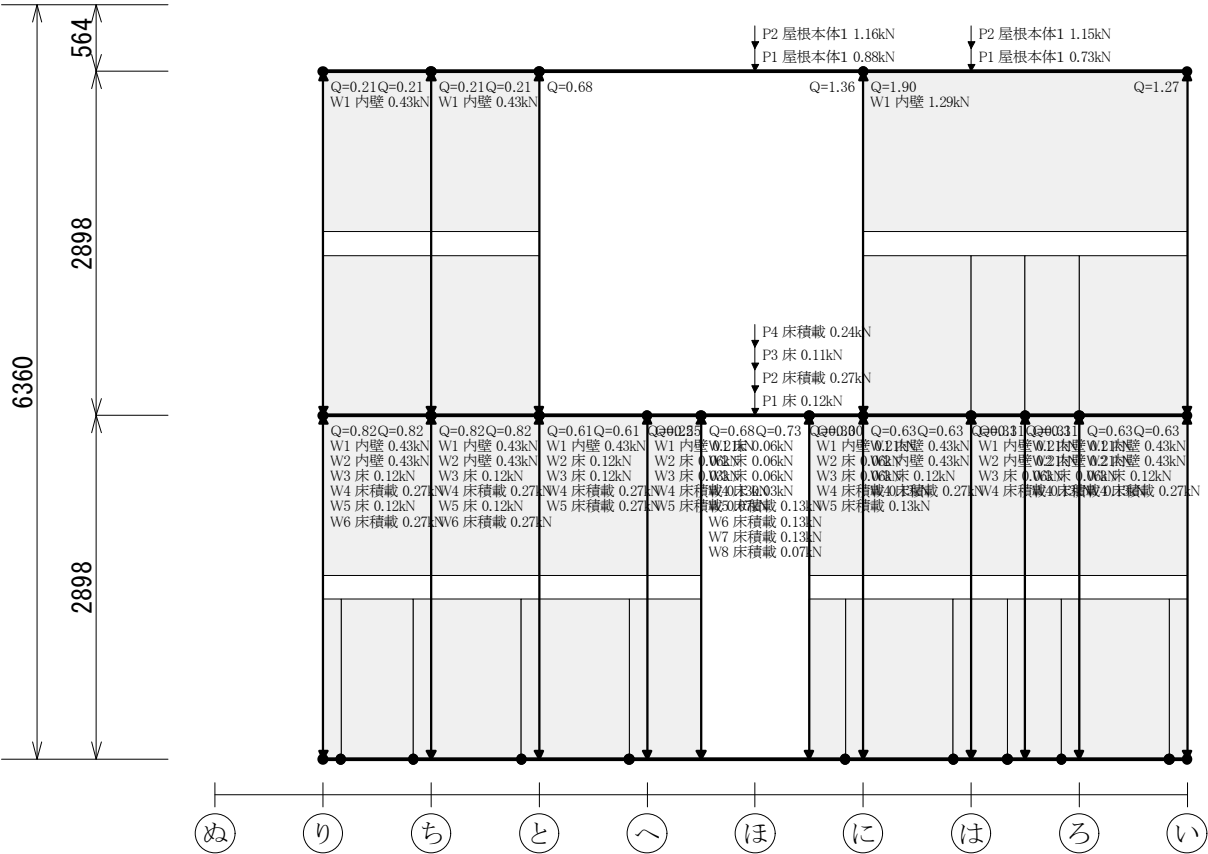 P2 屋根本体1 1.16kN
P1 屋根本体1 0.88kN
P2 屋根本体1 1.15kN
P1 屋根本体1 0.73kN
564
2898
6360
2898
Q=0.21 Q=0.21
W1 内壁 0.43kN
Q=0.21 Q=0.21
W1 内壁 0.43kN
Q=0.68
Q=1.36
Q=1.90
W1 内壁 1.29kN
Q=1.27
P4 床積載 0.24kN
P3 床 0.11kN
P2 床積載 0.27kN
P1 床 0.12kN
Q=0.82 Q=0.82
W1 内壁 0.43kN
W2 内壁 0.43kN
W3 床 0.12kN
W4 床積載 0.27kN
W5 床 0.12kN
W6 床積載 0.27kN
Q=0.82 Q=0.82
W1 内壁 0.43kN
W2 内壁 0.43kN
W3 床 0.12kN
W4 床積載 0.27kN
W5 床 0.12kN
W6 床積載 0.27kN
Q=0.61 Q=0.61
W1 内壁 0.43kN
W2 床 0.12kN
W3 床 0.12kN
W4 床積載 0.27kN
W5 床積載 0.27kN
Q=0.68 Q=0.73
W6 床積載 0.13kN
W7 床積載 0.13kN
W8 床積載 0.07kN
W5 床積載 0.13kN
Q=0.63 Q=0.63
Q=0.63 Q=0.63
ぬ り ち と へ ほ に は ろ い